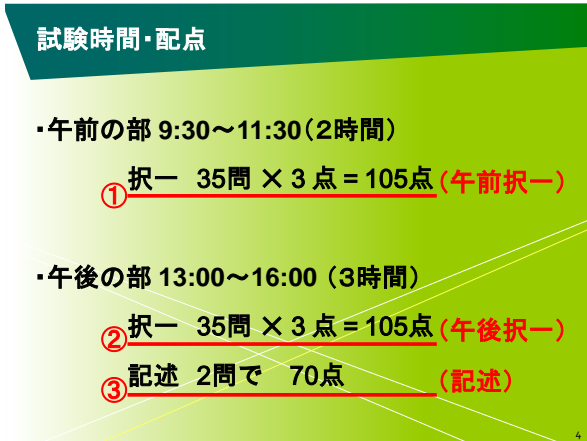 試験時間・配点
・午前の部 9:30～11:30（２時間）
択一 35問 × 3 点 = 105点（午前択一）
①
・午後の部 13:00～16:00（３時間）
択一 35問 × 3 点 = 105点（午後択一）
②
記述 2問で 70点 （記述）
③
4